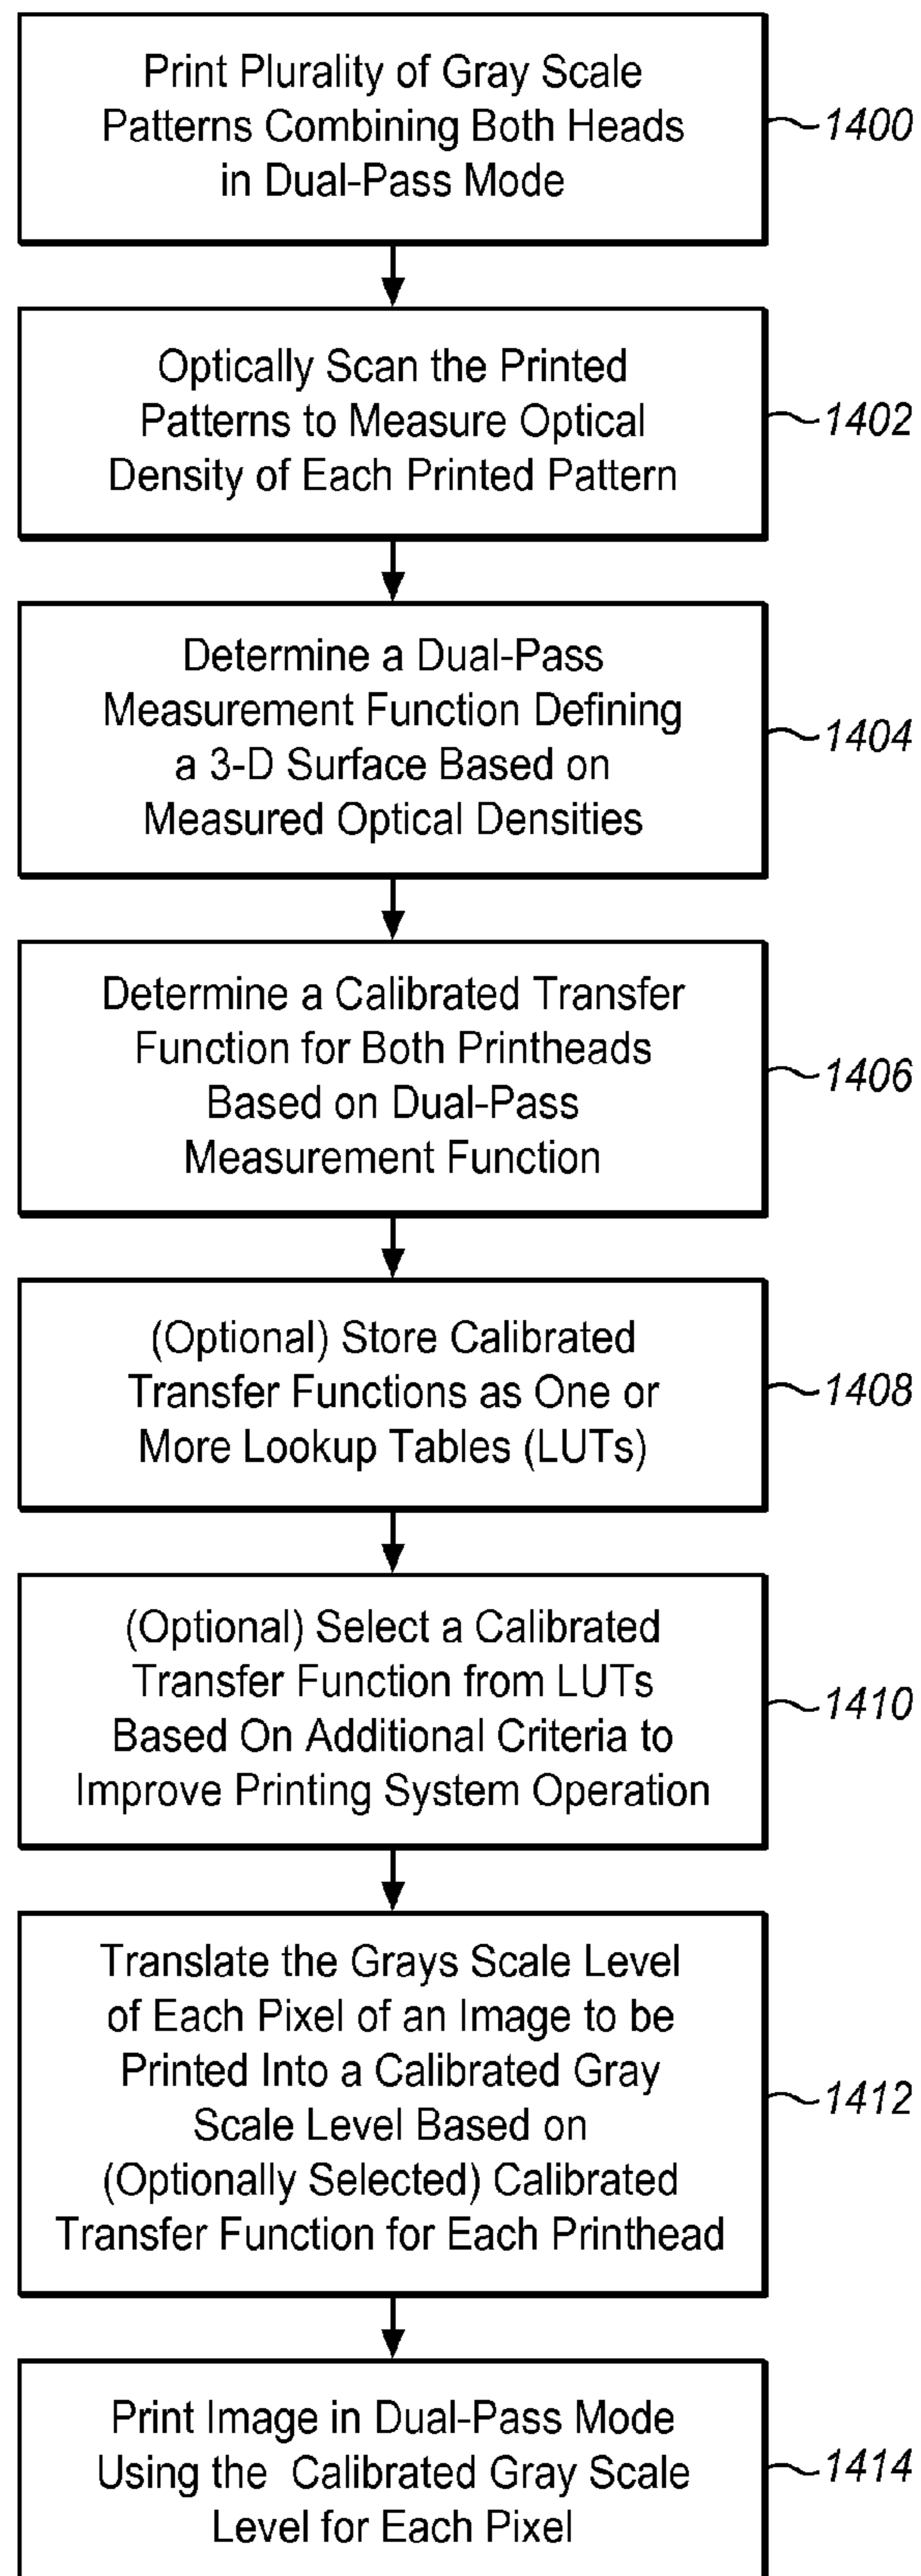 Print Plurality of Gray Scale
Patterns Combining Both Heads
in Dual-Pass Mode
1400
Optically Scan the Printed
Patterns to Measure Optical
Density of Each Printed Pattern
1402
Determine a Dual-Pass
Measurement Function Defining
a 3-D Surface Based on
Measured Optical Densities
1404
Determine a Calibrated Transfer
Function for Both Printheads
Based on Dual-Pass
Measurement Function
1406
(Optional) Store Calibrated
Transfer Functions as One or
More Lookup Tables (LUTs)
1408
(Optional) Select a Calibrated
Transfer Function from LUTs
Based On Additional Criteria to
Improve Printing System Operation
1410
Translate the Grays Scale Level
of Each Pixel of an Image to be
Printed Into a Calibrated Gray
Scale Level Based on
(Optionally Selected) Calibrated
Transfer Function for Each Printhead
1412
Print Image in Dual-Pass Mode
Using the Calibrated Gray Scale
Level for Each Pixel
1414